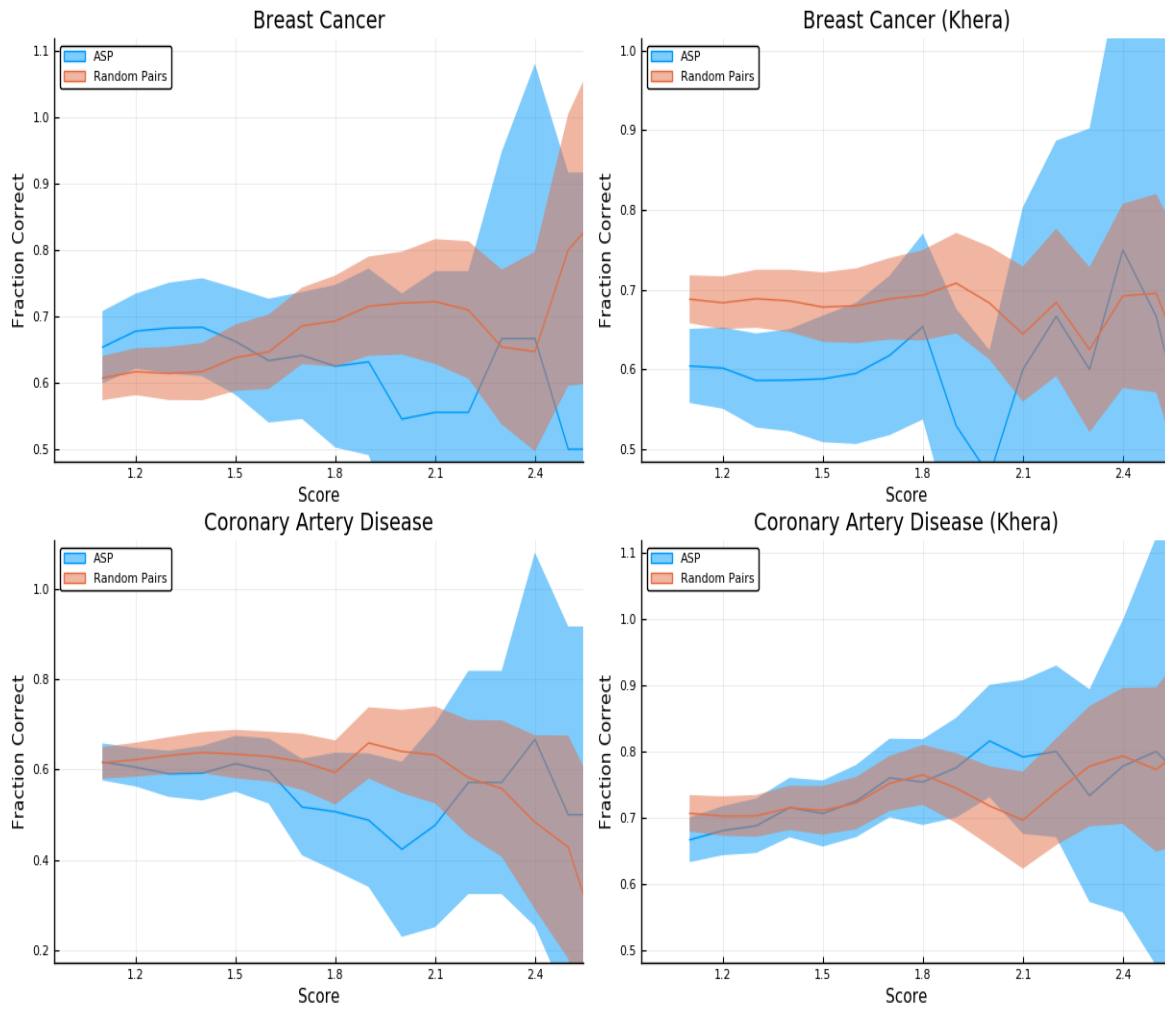 Breast Cancer
1.1
1.0
0.9
0.8
0.7
0.6
0.5
Fraction Correct
ASP
Random Pairs
1.2 1.5 1.8 2.1 2.4
Score
Breast Cancer (Khera)
1.0
0.9
0.8
0.7
0.6
0.5
Fraction Correct
ASP
Random Pairs
1.2 1.5 1.8 2.1 2.4
Score
Coronary Artery Disease
1.0
0.8
0.6
0.4
0.2
Fraction Correct
ASP
Random Pairs
1.2 1.5 1.8 2.1 2.4
Score
Coronary Artery Disease (Khera)
1.1
1.0
0.9
0.8
0.7
0.6
0.5
Fraction Correct
ASP
Random Pairs
1.2 1.5 1.8 2.1 2.4
Score